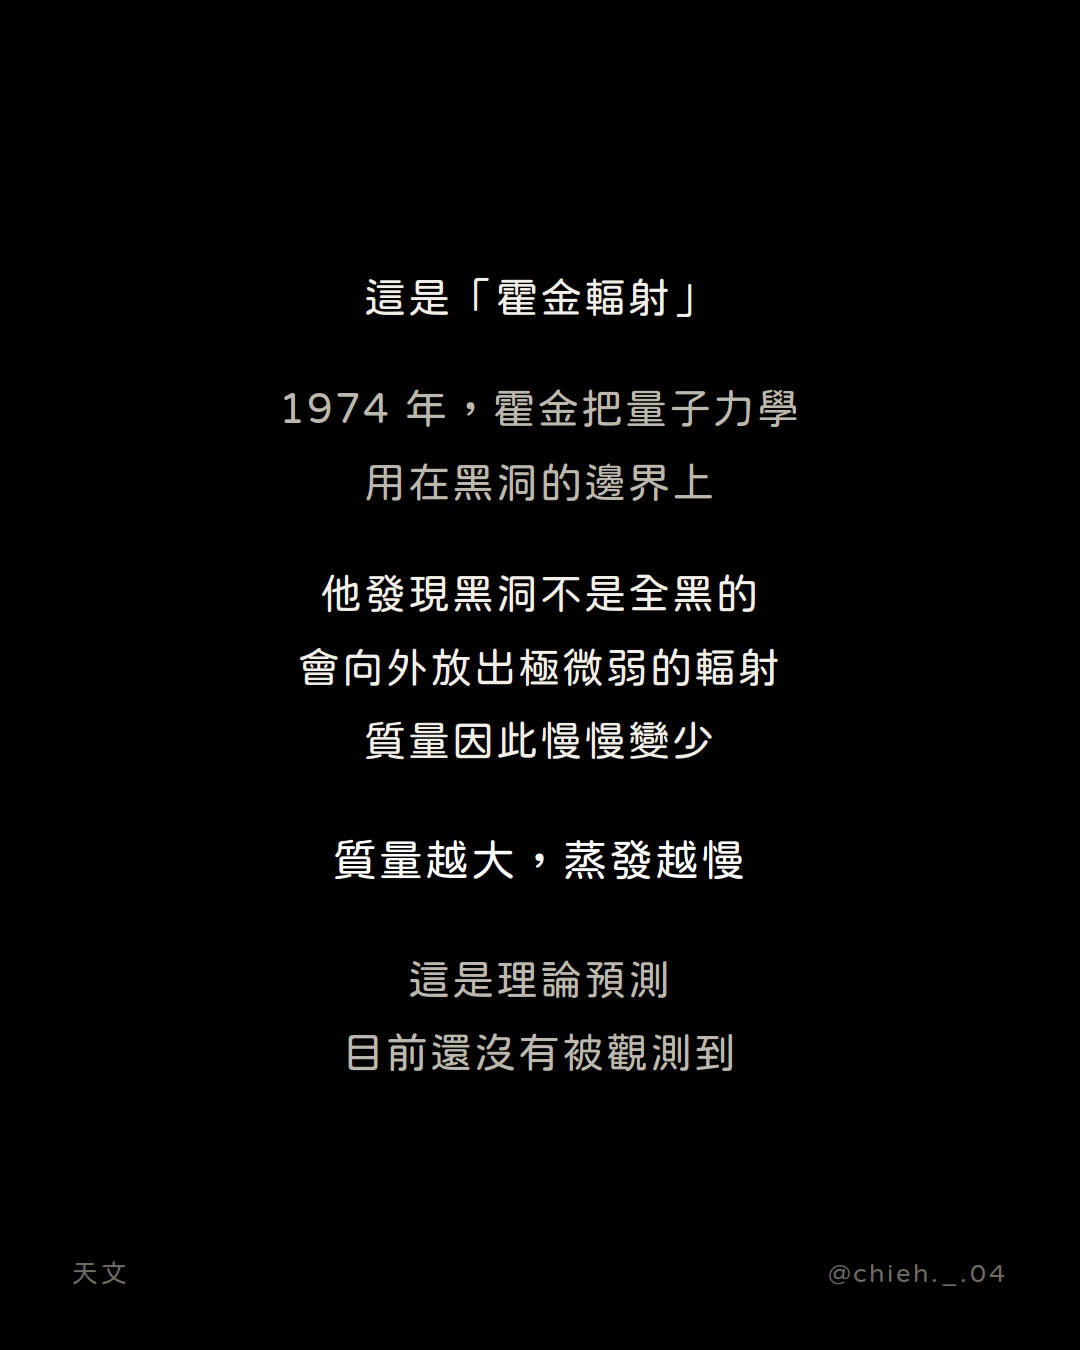 這是「霍金輻射」
1974 年，霍金把量子力學
用在黑洞的邊界上
他發現黑洞不是全黑的
會向外放出極微弱的輻射
質量因此慢慢變少
質量越大，蒸發越慢
這是理論預測
目前還沒有被觀測到
天文
@chieh._.04